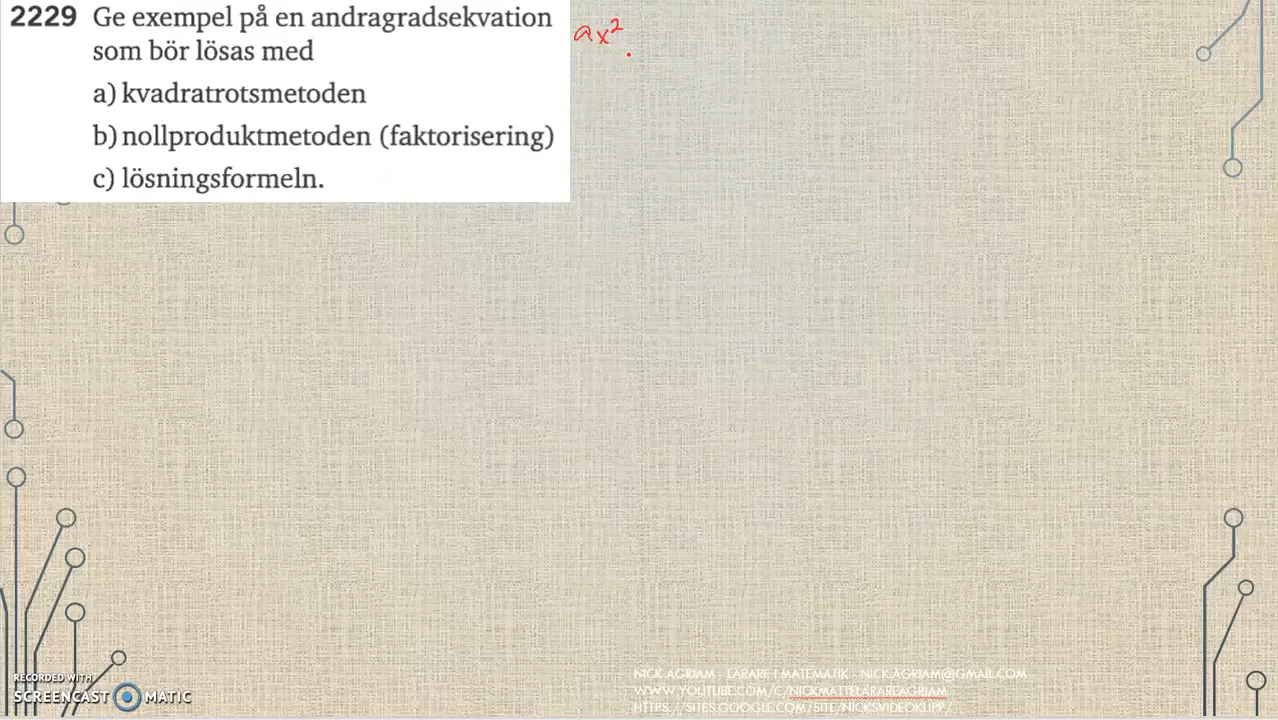 2229 Ge exempel på en andragradsekvation
som bör lösas med
a) kvadratrotsmetoden
b) nollproduktmetoden (faktorisering)
c) lösningsformeln.
ax²
RECORDED WITH
SCREENCAST MATIC
NICK AGRIAM - LÄRARE I MATEMATIK - NICK.AGRIAM@GMAIL.COM
WWW.YOUTUBE.COM/C/NICKMATTELARAREAGRIAM
HTTPS://SITES.GOOGLE.COM/SITE/NICKSVIDEOKLIPP/